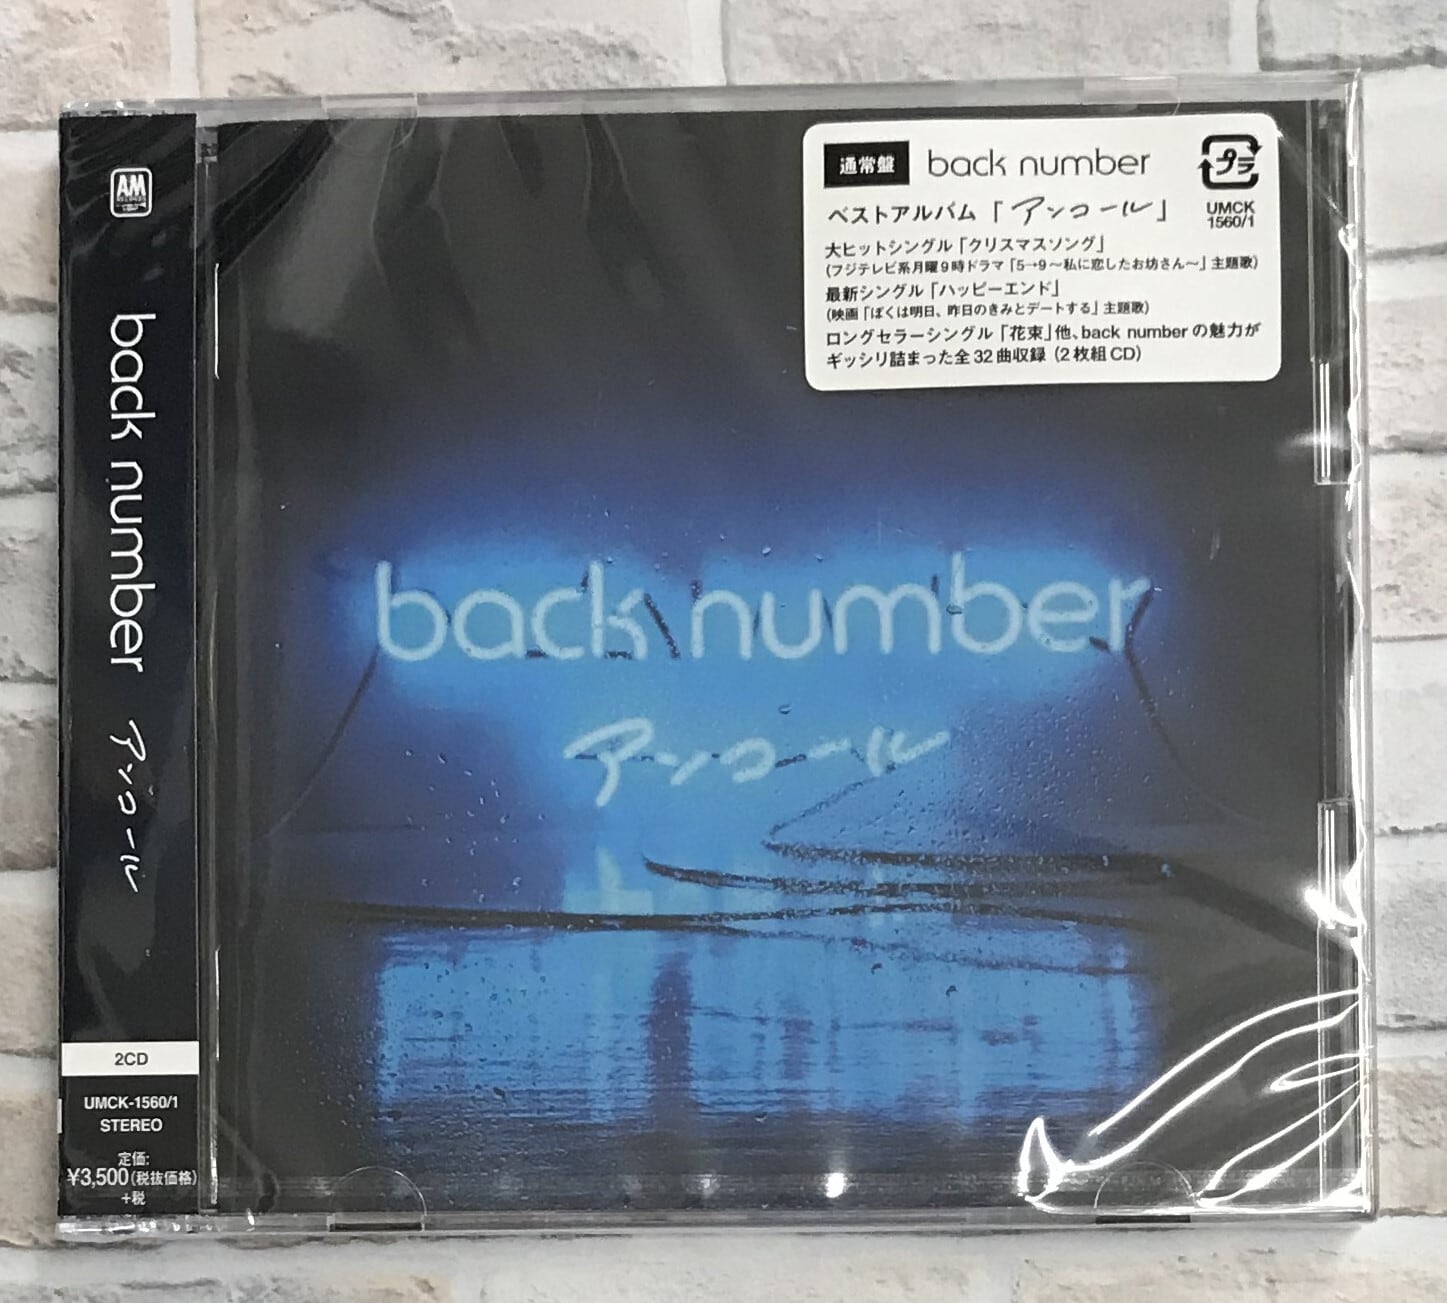 AM
RECORDS
back number アンコール
2CD
UMCK-1560/1
STEREO
定価:
¥3,500(税抜価格)
+税
通常盤 back number
プラ
UMCK
1560/1
ベストアルバム「アンコール」
大ヒットシングル「クリスマスソング」
(フジテレビ系月曜9時ドラマ「5→9～私に恋したお坊さん～」主題歌)
最新シングル「ハッピーエンド」
(映画「ぼくは明日、昨日のきみとデートする」主題歌)
ロングセラーシングル「花束」他、back numberの魅力が
ギッシリ詰まった全32曲収録(2枚組CD)
back number
アンコール